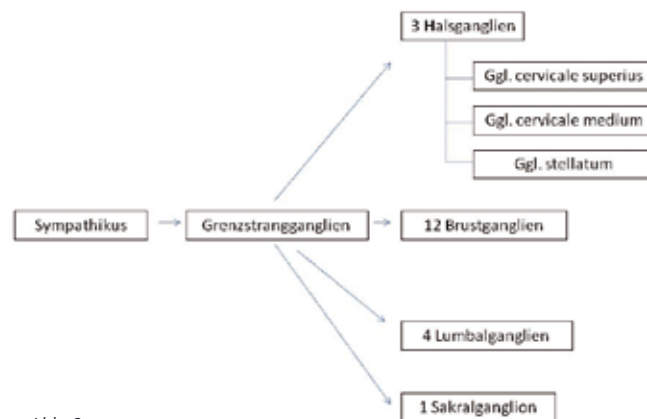 3 Halsganglien
Ggl. cervicale superius
Ggl. cervicale medium
Ggl. stellatum
Sympathikus
Grenzstrangganglien
12 Brustganglien
4 Lumbalganglien
1 Sakralganglion